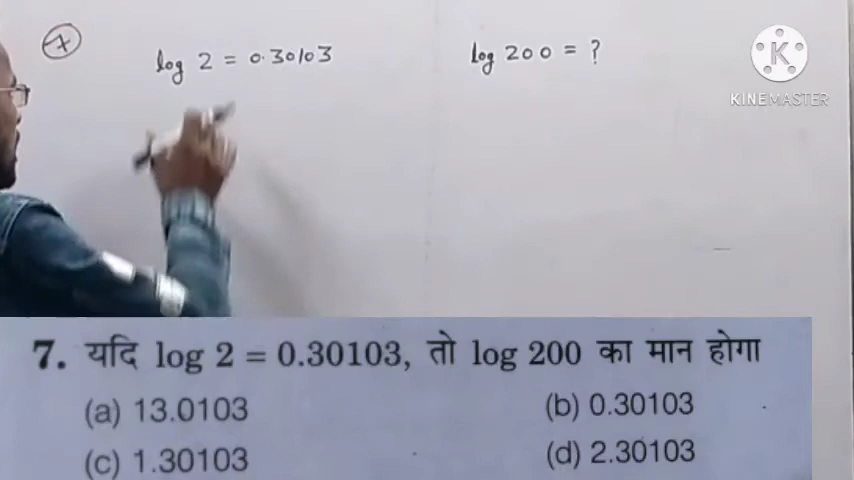 7
log 2 = 0.30103
log 200 = ?
KINEMASTER
7. यदि log 2 = 0.30103, तो log 200 का मान होगा
(a) 13.0103 (b) 0.30103
(c) 1.30103 (d) 2.30103